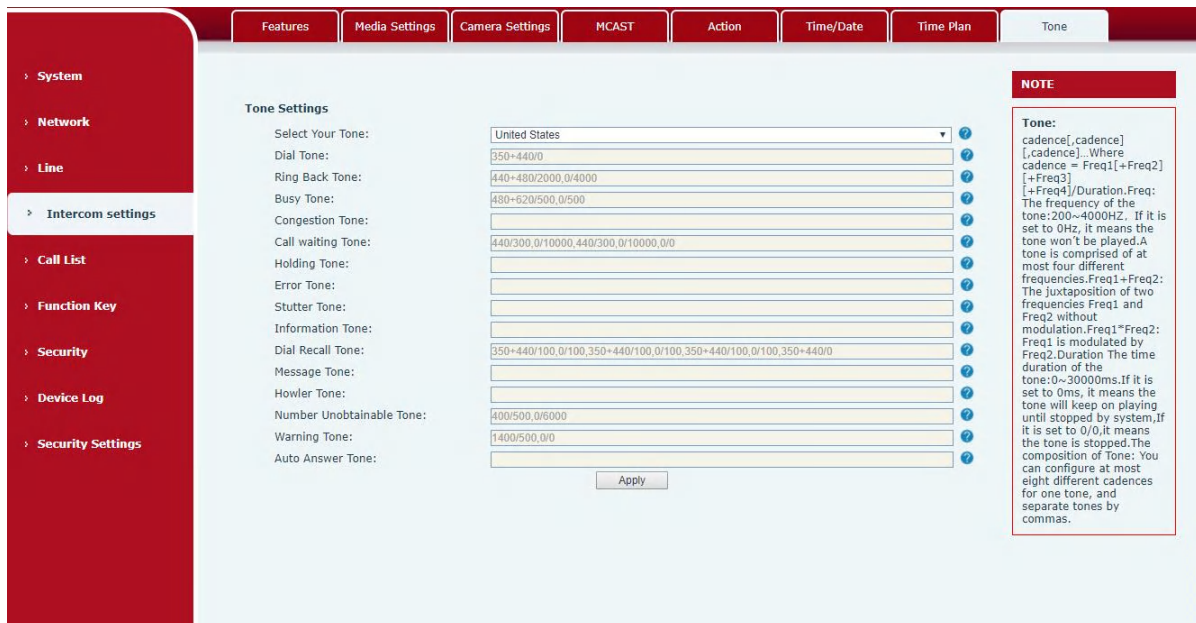 Features Media Settings Camera Settings MCAST Action Time/Date Time Plan Tone
› System
› Network
› Line
› Intercom settings
› Call List
› Function Key
› Security
› Device Log
› Security Settings
Tone Settings
Select Your Tone: United States
Dial Tone: 350+440/0
Ring Back Tone: 440+480/2000,0/4000
Busy Tone: 480+620/500,0/500
Congestion Tone:
Call waiting Tone: 440/300,0/10000,440/300,0/10000,0/0
Holding Tone:
Error Tone:
Stutter Tone:
Information Tone:
Dial Recall Tone: 350+440/100,0/100,350+440/100,0/100,350+440/100,0/100,350+440/0
Message Tone:
Howler Tone:
Number Unobtainable Tone: 400/500,0/6000
Warning Tone: 1400/500,0/0
Auto Answer Tone:
Apply
NOTE
Tone:
cadence[,cadence]
[,cadence]...Where
cadence = Freq1[+Freq2]
[+Freq3]
[+Freq4]/Duration.Freq:
The frequency of the
tone:200~4000HZ. If it is
set to 0Hz, it means the
tone won't be played.A
tone is comprised of at
most four different
frequencies.Freq1+Freq2:
The juxtaposition of two
frequencies Freq1 and
Freq2 without
modulation.Freq1*Freq2:
Freq1 is modulated by
Freq2.Duration The time
duration of the
tone:0~30000ms.If it is
set to 0ms, it means the
tone will keep on playing
until stopped by system,If
it is set to 0/0,it means
the tone is stopped.The
composition of Tone: You
can configure at most
eight different cadences
for one tone, and
separate tones by
commas.